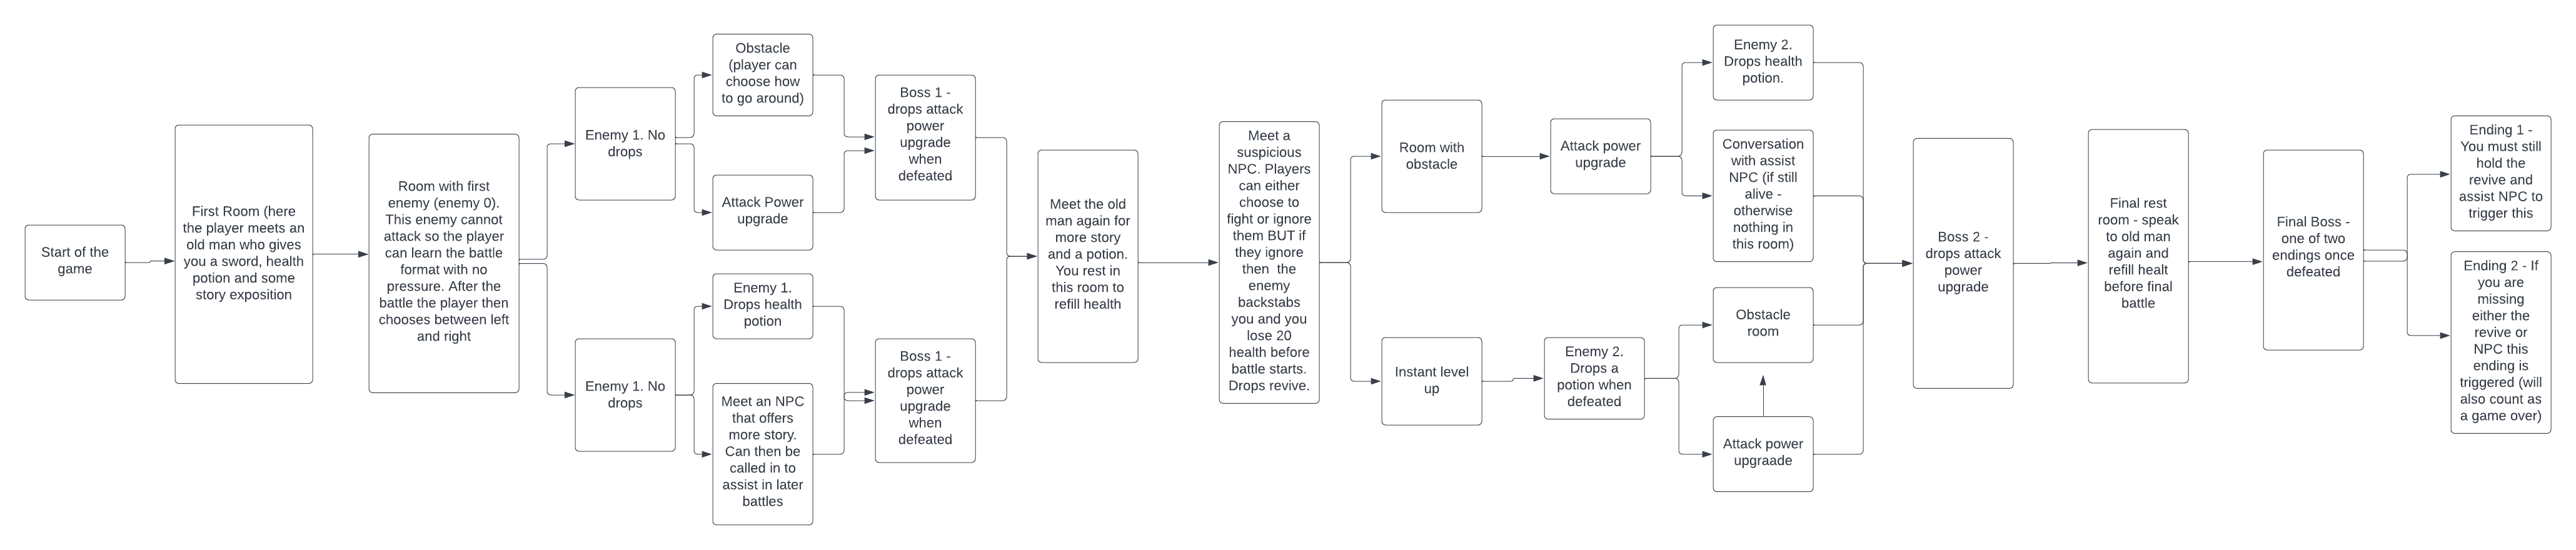 Start of the
game
First Room (here
the player meets an
old man who gives
you a sword, health
potion and some
story exposition
Room with first
enemy (enemy 0).
This enemy cannot
attack so the player
can learn the battle
format with no
pressure. After the
battle the player then
chooses between left
and right
Enemy 1. No
drops
Obstacle
(player can
choose how
to go around)
Attack Power
upgrade
Boss 1 -
drops attack
power
upgrade
when
defeated
Enemy 1. No
drops
Enemy 1.
Drops health
potion
Meet an NPC
that offers
more story.
Can then be
called in to
assist in later
battles
Boss 1 -
drops attack
power
upgrade
when
defeated
Meet the old
man again for
more story
and a potion.
You rest in
this room to
refill health
Meet a
suspicious
NPC. Players
can either
choose to
fight or ignore
them BUT if
they ignore
then the
enemy
backstabs
you and you
lose 20
health before
battle starts.
Drops revive.
Room with
obstacle
Attack power
upgrade
Enemy 2.
Drops health
potion.
Conversation
with assist
NPC (if still
alive -
otherwise
nothing in
this room)
Instant level
up
Enemy 2.
Drops a
potion when
defeated
Obstacle
room
Attack power
upgraade
Boss 2 -
drops attack
power
upgrade
Final rest
room - speak
to old man
again and
refill healt
before final
battle
Final Boss -
one of two
endings once
defeated
Ending 1 -
You must still
hold the
revive and
assist NPC to
trigger this
Ending 2 - If
you are
missing
either the
revive or
NPC this
ending is
triggered (will
also count as
a game over)